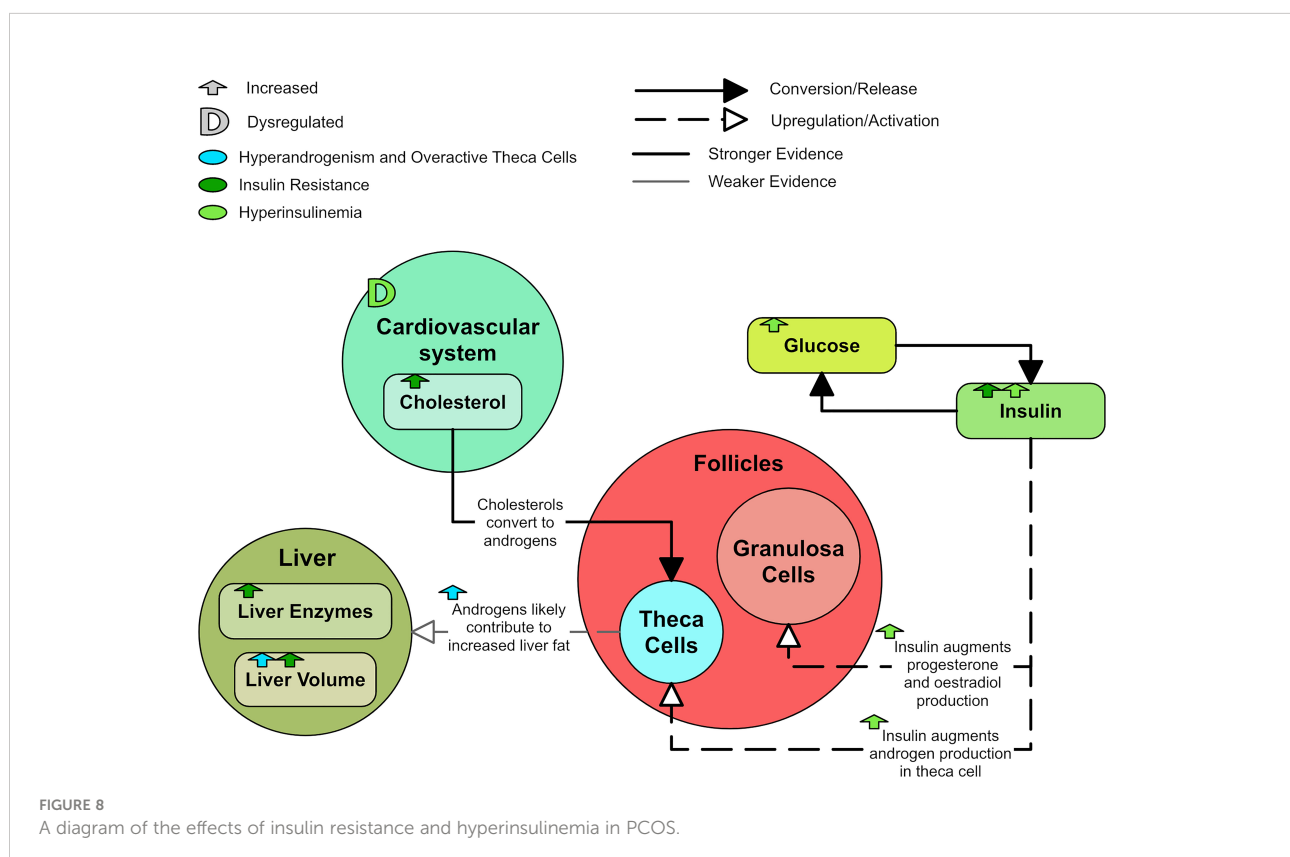 Increased
Dysregulated
Hyperandrogenism and Overactive Theca Cells
Insulin Resistance
Hyperinsulinemia
Conversion/Release
Upregulation/Activation
Stronger Evidence
Weaker Evidence
D
Cardiovascular
system
Cholesterol
Glucose
Insulin
Follicles
Granulosa
Cells
Theca
Cells
Cholesterols
convert to
androgens
Liver
Liver Enzymes
Liver Volume
Androgens likely
contribute to
increased liver fat
Insulin augments
progesterone
and oestradiol
production
Insulin augments
androgen production
in theca cell
FIGURE 8
A diagram of the effects of insulin resistance and hyperinsulinemia in PCOS.